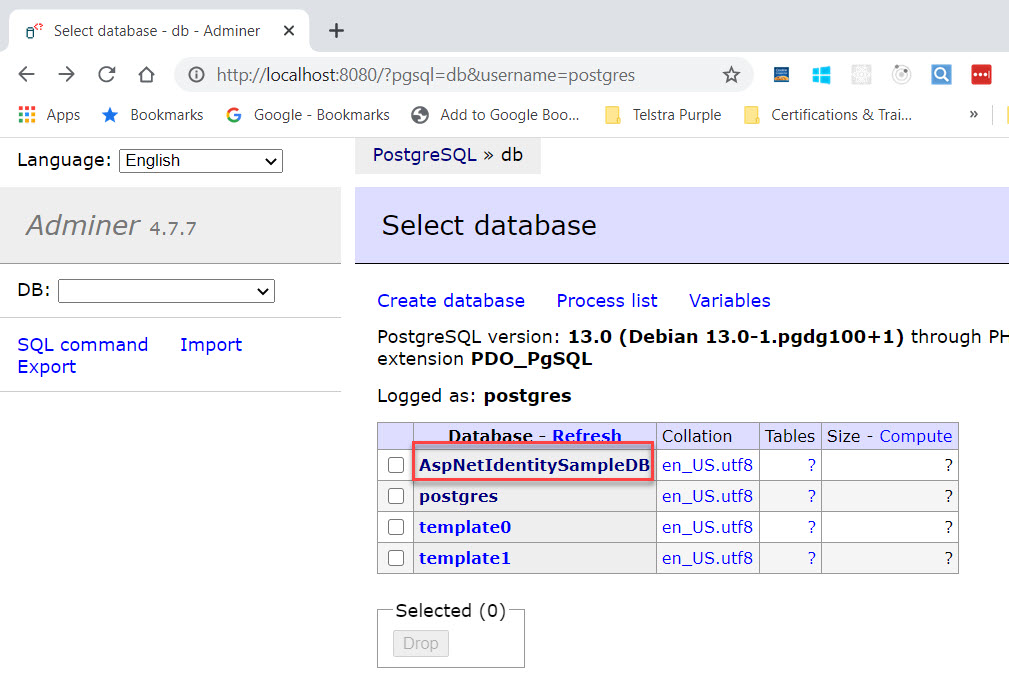 Select database - db - Adminer
http://localhost:8080/?pgsql=db&username=postgres
Apps Bookmarks Google - Bookmarks Add to Google Boo... Telstra Purple Certifications & Trai... »
Language: English
PostgreSQL » db
Adminer 4.7.7
Select database
DB:
SQL command Import
Export
Create database Process list Variables
PostgreSQL version: 13.0 (Debian 13.0-1.pgdg100+1) through PH
extension PDO_PgSQL
Logged as: postgres
Database - Refresh Collation Tables Size - Compute
AspNetIdentitySampleDB en_US.utf8 ? ?
postgres en_US.utf8 ? ?
template0 en_US.utf8 ? ?
template1 en_US.utf8 ? ?
Selected (0)
Drop